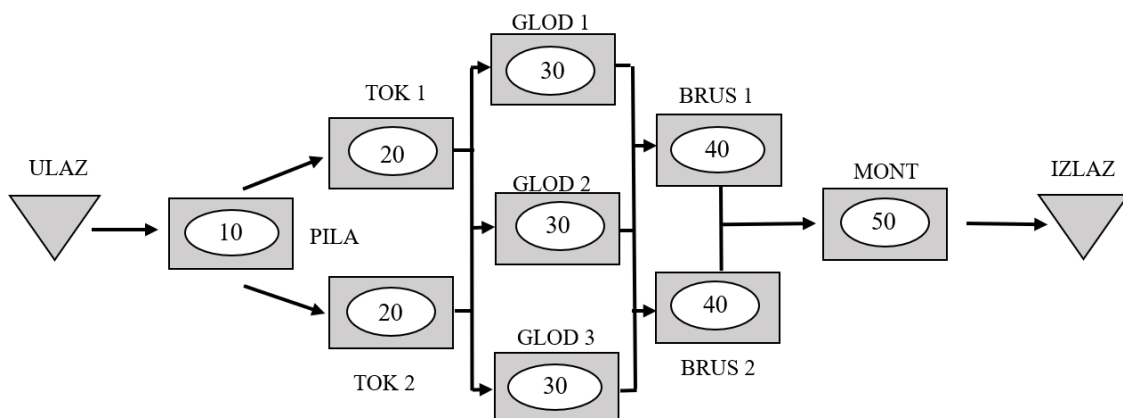 ULAZ
10
PILA
TOK 1
20
20
TOK 2
GLOD 1
30
GLOD 2
30
GLOD 3
30
BRUS 1
40
40
BRUS 2
MONT
50
IZLAZ